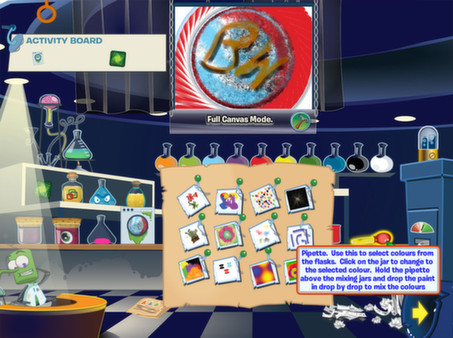 ACTIVITY BOARD
RM
Full Canvas Mode.
Pipette. Use this to select colours from
the flasks. Click on the jar to change to
the selected colour. Hold the pipette
above the mixing jars and drop the paint
in drop by drop to mix the colours